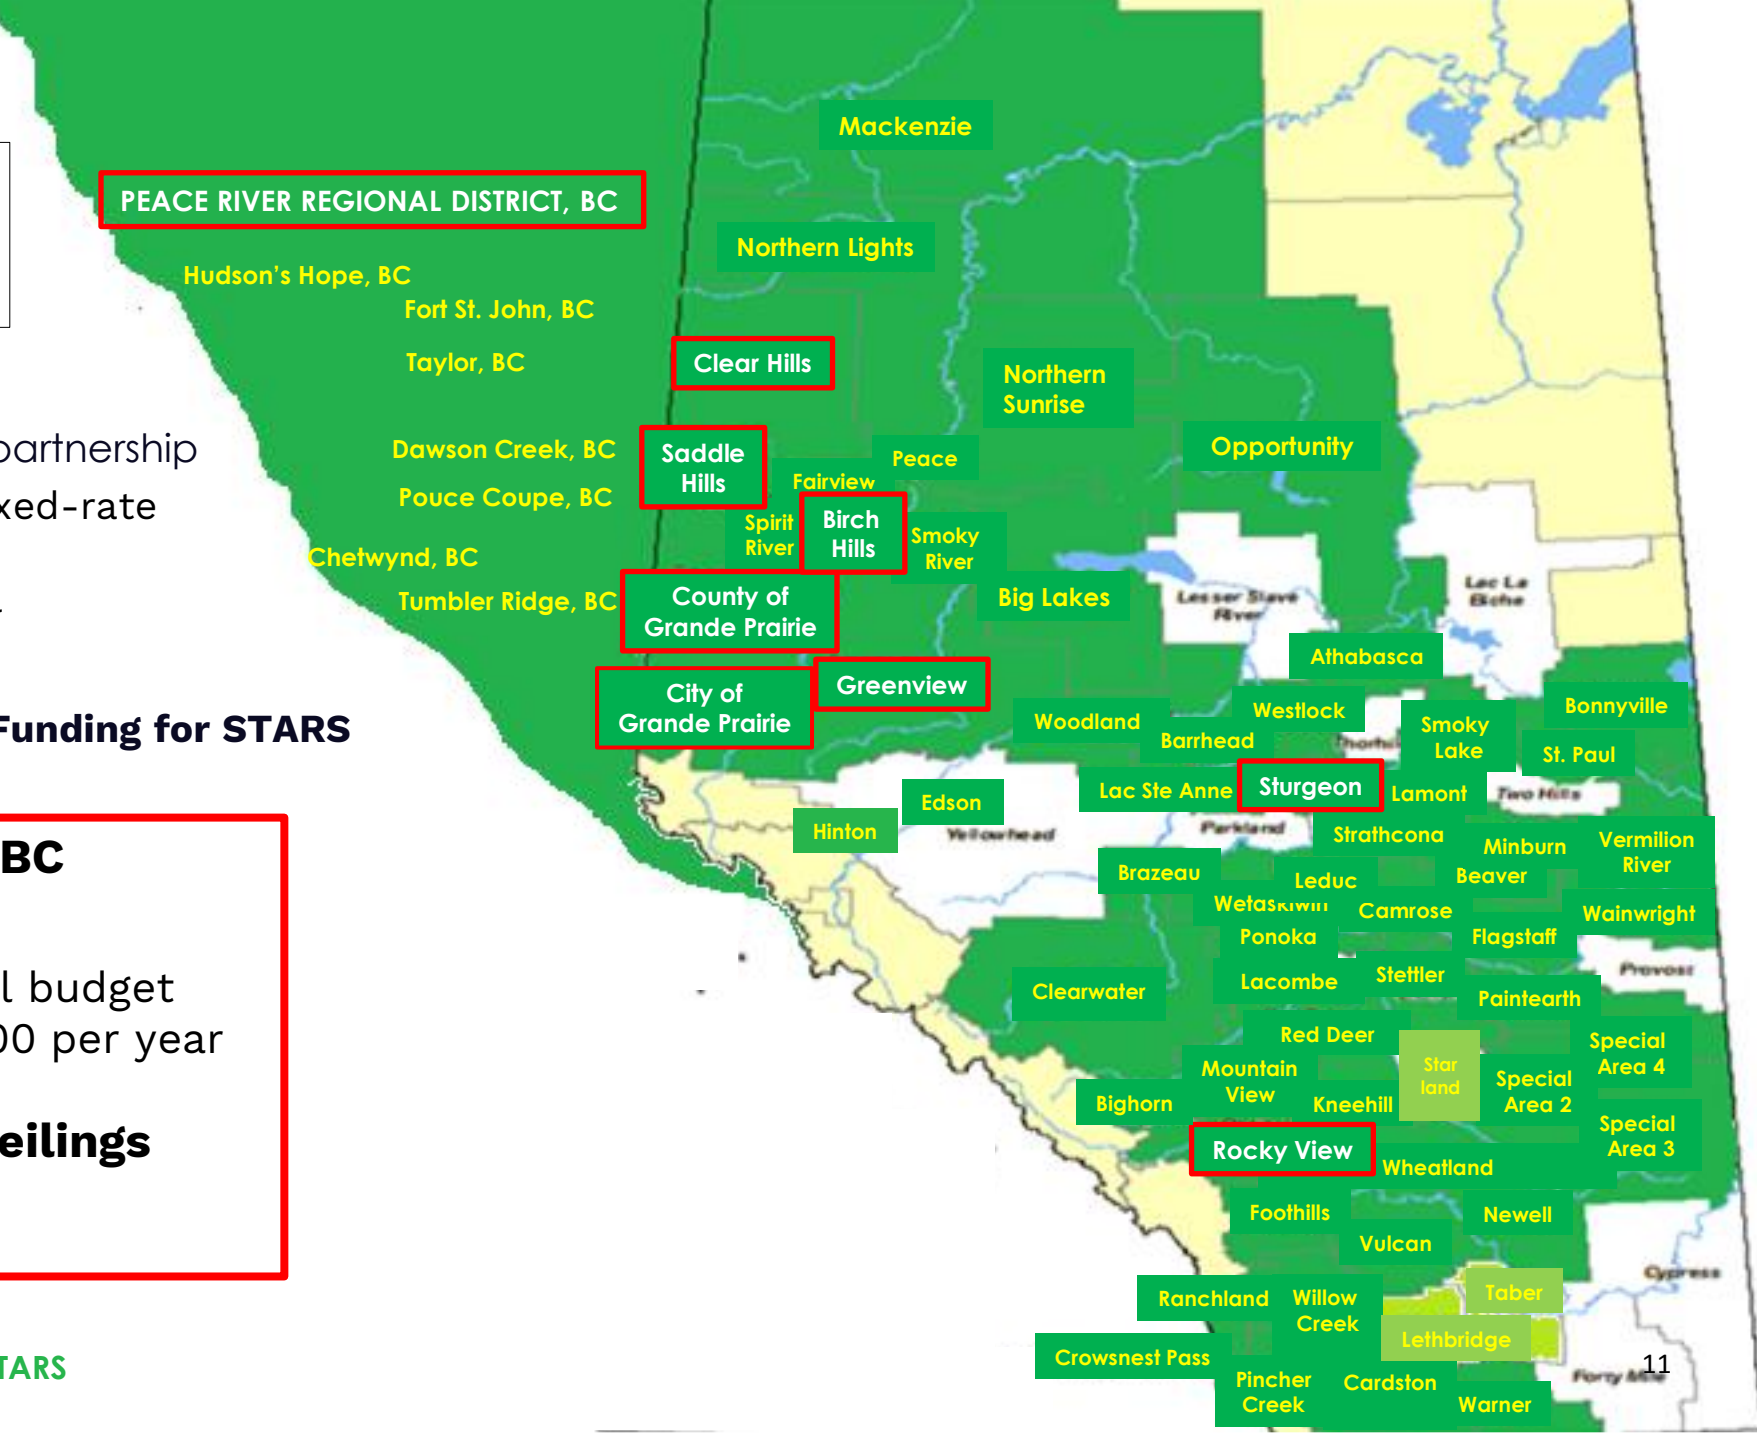 Mackenzie
PEACE RIVER REGIONAL DISTRICT, BC
Northern Lights
Hudson's Hope, BC
Fort St. John, BC
Taylor, BC
Clear Hills
Northern
Sunrise
partnership
Dawson Creek, BC
Saddle
Hills
Peace
Opportunity
Fairview
Pouce Coupe, BC
xed-rate
Spirit
River
Birch
Hills
Smoky
River
Chetwynd, BC
Tumbler Ridge, BC
County of
Grande Prairie
Big Lakes
Lesser Slave
River
Lac La
Biche
Athabasca
City of
Grande Prairie
Greenview
Funding for STARS
Woodland
Westlock
Barrhead
Thorhi
Smoky
Lake
Bonnyville
St. Paul
Edson
Hinton
Yellowhead
Lac Ste Anne
Sturgeon
Lamont
Two Hills
Parkland
Strathcona
Minburn
Vermilion
River
BC
Brazeau
Leduc
Beaver
Wetaskiwin
Camrose
Wainwright
Ponoka
Flagstaff
Provost
l budget
00 per year
Clearwater
Lacombe
Stettler
Paintearth
Red Deer
Star
land
Special
Area 4
Mountain
View
Special
Area 2
Bighorn
Kneehill
Special
Area 3
eilings
Rocky View
Wheatland
Foothills
Newell
Vulcan
Cypress
Ranchland
Willow
Creek
Taber
Lethbridge
TARS
Crowsnest Pass
Pincher
Creek
Cardston
Warner
Forty Mile
11